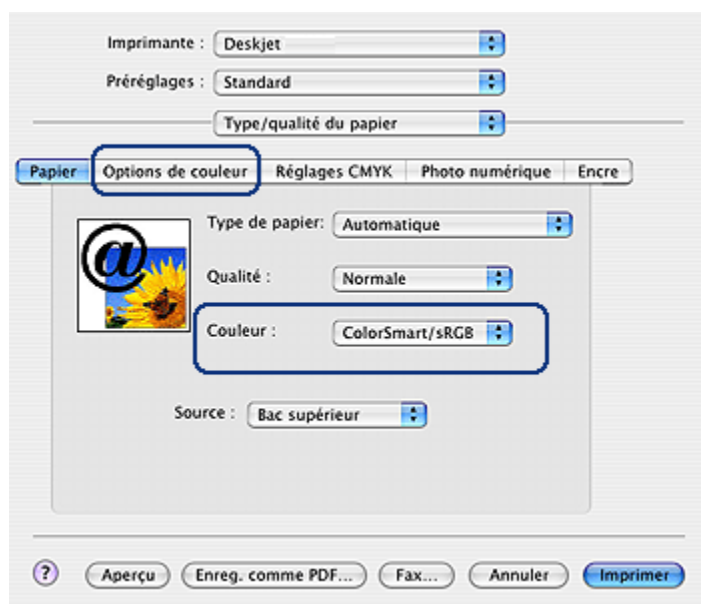 Imprimante : Deskjet
Préréglages : Standard
Type/qualité du papier
Papier Options de couleur Réglages CMYK Photo numérique Encre
@
Type de papier: Automatique
Qualité : Normale
Couleur : ColorSmart/sRGB
Source : Bac supérieur
? Aperçu Enreg. comme PDF... Fax... Annuler Imprimer